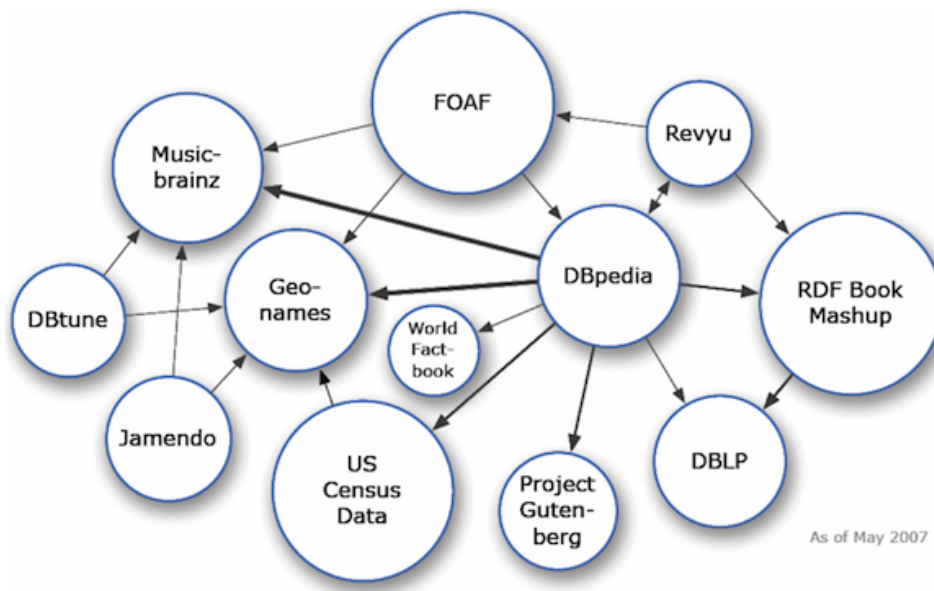 FOAF
Revyu
Music-
brainz
DBpedia
Geo-
names
RDF Book
Mashup
DBtune
World
Fact-
book
Jamendo
US
Census
Data
Project
Guten-
berg
DBLP
As of May 2007